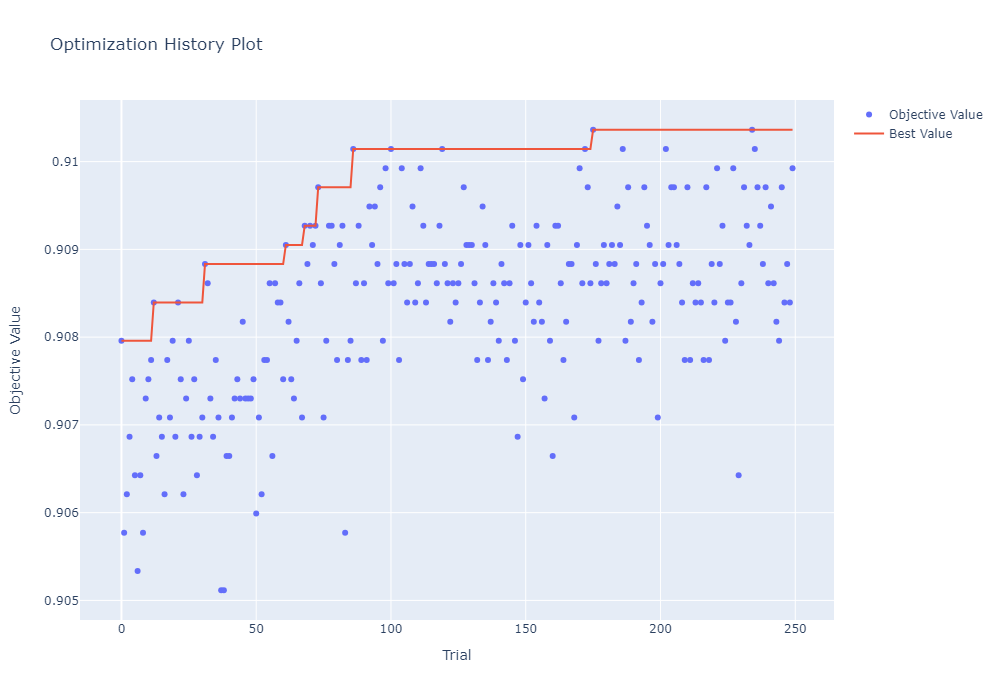 Optimization History Plot
Objective Value
Best Value
0.91
0.909
0.908
0.907
0.906
0.905
Objective Value
0
50
100
150
200
250
Trial